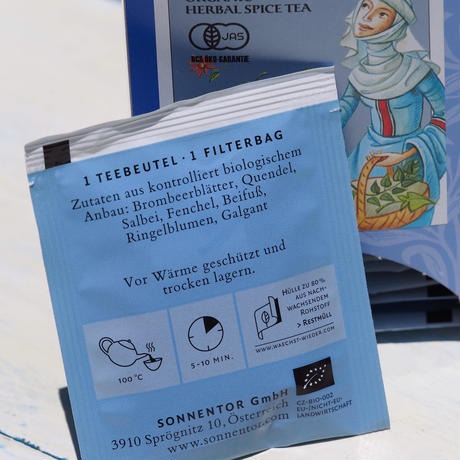 ORGANIC
HERBAL SPICE TEA
JAS
BCA ÖKO-GARANTIE
1 TEEBEUTEL · 1 FILTERBAG
Zutaten aus kontrolliert biologischem
Anbau: Brombeerblätter, Quendel,
Salbei, Fenchel, Beifuß,
Ringelblumen, Galgant
Vor Wärme geschützt und
trocken lagern.
100 °C
5-10 MIN.
HÜLLE ZU 80%
AUS NACH-
WACHSENDEM
ROHSTOFF
> RESTMÜLL
WWW.WAECHST-WIEDER.COM
SONNENTOR GmbH
3910 Sprögnitz 10, Österreich
www.sonnentor.com
CZ-BIO-002
EU-/NICHT-EU-
LANDWIRTSCHAFT